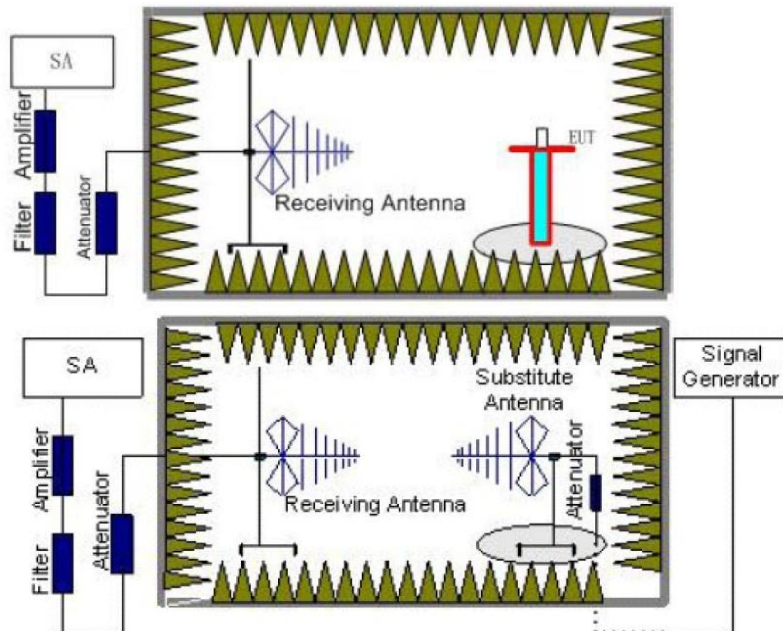 SA
Amplifier
Filter
Attenuator
EUT
Receiving Antenna
SA
Amplifier
Filter
Attenuator
Receiving Antenna
Substitute
Antenna
Attenuator
Signal
Generator